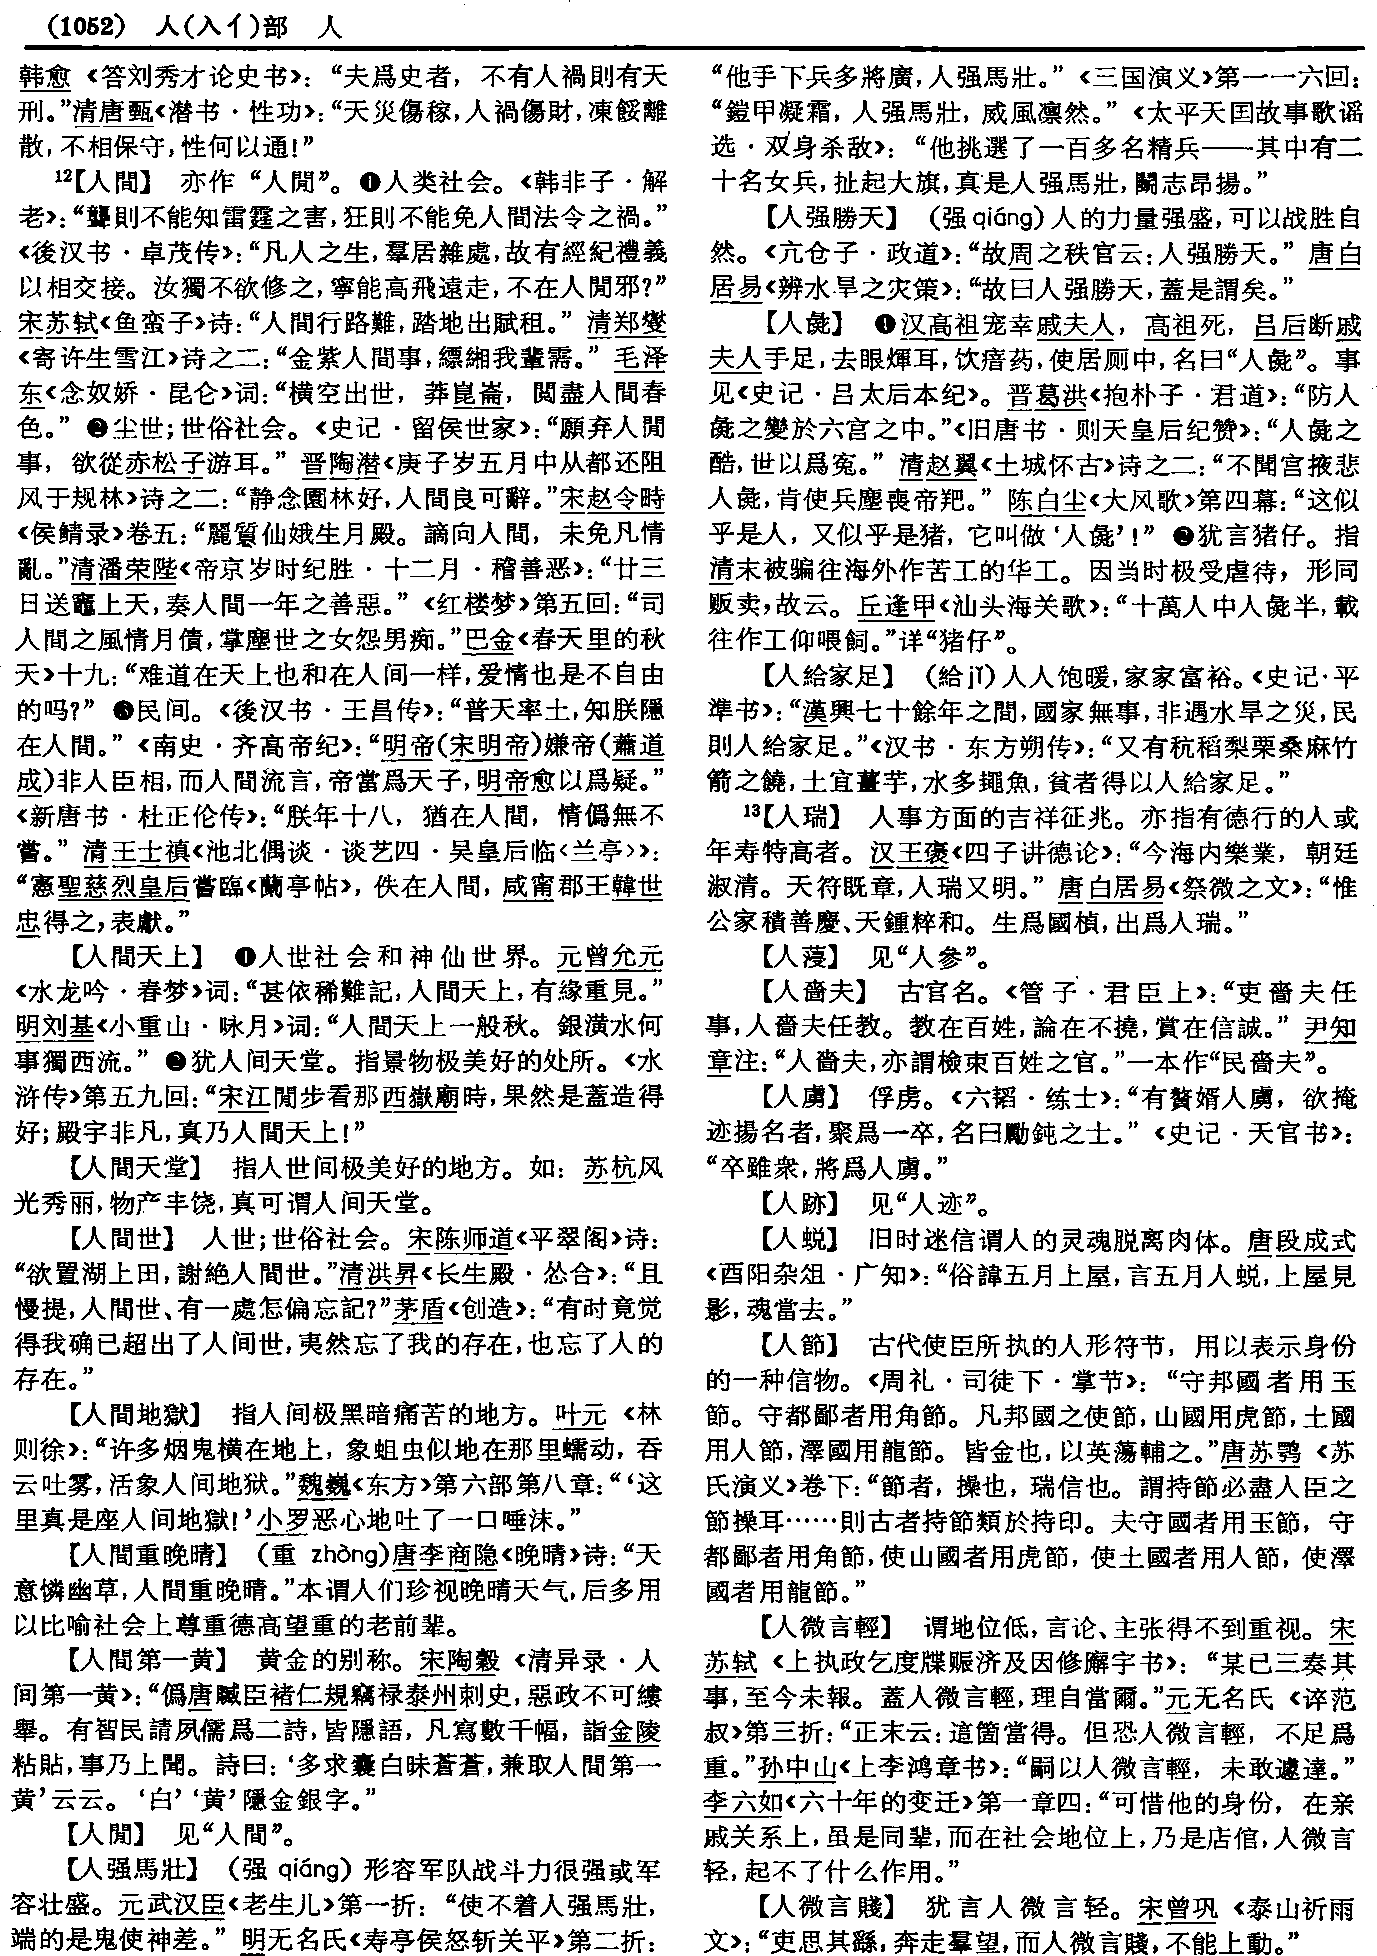 (1052) 人(入亻)部 人
韩愈《答刘秀才论史书》：“夫爲史者，不有人禍則有天
刑。”清唐甄《潜书·性功》：“天災傷稼，人禍傷財，凍餒離
散，不相保守，性何以通！”
12【人間】 亦作“人閒”。❶人类社会。《韩非子·解
老》：“聾則不能知雷霆之害，狂則不能免人間法令之禍。”
《後汉书·卓茂传》：“凡人之生，羣居雜處，故有經紀禮義
以相交接。汝獨不欲修之，寧能高飛遠走，不在人閒邪？”
宋苏轼《鱼蛮子》诗：“人間行路難，踏地出賦租。”清郑燮
《寄许生雪江》诗之二：“金紫人間事，縹緗我輩需。”毛泽
东《念奴娇·昆仑》词：“横空出世，莽崑崙，閲盡人間春
色。”❷尘世；世俗社会。《史记·留侯世家》：“願弃人閒
事，欲從赤松子游耳。”晋陶潜《庚子岁五月中从都还阻
风于规林》诗之二：“静念園林好，人間良可辭。”宋赵令畤
《侯鲭录》卷五：“麗質仙娥生月殿。謫向人間，未免凡情
亂。”清潘荣陛《帝京岁时纪胜·十二月·稽善恶》：“廿三
日送竈上天，奏人間一年之善惡。”《红楼梦》第五回：“司
人間之風情月債，掌塵世之女怨男痴。”巴金《春天里的秋
天》十九：“难道在天上也和在人间一样，爱情也是不自由
的吗？”❸民间。《後汉书·王昌传》：“普天率土，知朕隱
在人間。”《南史·齐高帝纪》：“明帝(宋明帝)嫌帝(蕭道
成)非人臣相，而人間流言，帝當爲天子，明帝愈以爲疑。”
《新唐书·杜正伦传》：“朕年十八，猶在人間，情僞無不
嘗。”清王士禛《池北偶谈·谈艺四·吴皇后临〈兰亭〉》：
“憲聖慈烈皇后嘗臨《蘭亭帖》，佚在人間，咸甯郡王韓世
忠得之，表獻。”
【人間天上】 ❶人世社会和神仙世界。元曾允元
《水龙吟·春梦》词：“甚依稀難記，人間天上，有緣重見。”
明刘基《小重山·咏月》词：“人間天上一般秋。銀潢水何
事獨西流。”❷犹人间天堂。指景物极美好的处所。《水
浒传》第五九回：“宋江閒步看那西嶽廟時，果然是蓋造得
好；殿宇非凡，真乃人間天上！”
【人間天堂】 指人世间极美好的地方。如：苏杭风
光秀丽，物产丰饶，真可谓人间天堂。
【人間世】 人世；世俗社会。宋陈师道《平翠阁》诗：
“欲置湖上田，謝絶人間世。”清洪昇《长生殿·怂合》：“且
慢提，人間世、有一處怎偏忘記？”茅盾《创造》：“有时竟觉
得我确已超出了人间世，夷然忘了我的存在，也忘了人的
存在。”
【人間地獄】 指人间极黑暗痛苦的地方。叶元《林
则徐》：“许多烟鬼横在地上，象蛆虫似地在那里蠕动，吞
云吐雾，活象人间地狱。”魏巍《东方》第六部第八章：“‘这
里真是座人间地獄！’小罗恶心地吐了一口唾沫。”
【人間重晚晴】 (重 zhòng)唐李商隐《晚晴》诗：“天
意憐幽草，人間重晚晴。”本谓人们珍视晚晴天气，后多用
以比喻社会上尊重德高望重的老前辈。
【人間第一黄】 黄金的别称。宋陶穀《清异录·人
间第一黄》：“僞唐贓臣褚仁規竊禄泰州刺史，惡政不可縷
舉。有智民請夙儒爲二詩，皆隱語，凡寫數千幅，詣金陵
粘貼，事乃上聞。詩曰：‘多求囊白昧蒼蒼，兼取人間第一
黄’云云。‘白’‘黄’隱金銀字。”
【人閒】 见“人間”。
【人强馬壯】 (强 qiáng) 形容军队战斗力很强或军
容壮盛。元武汉臣《老生儿》第一折：“使不着人强馬壯，
端的是鬼使神差。”明无名氏《寿亭侯怒斩关平》第二折：
“他手下兵多將廣，人强馬壯。”《三国演义》第一一六回：
“鎧甲凝霜，人强馬壯，威風凛然。”《太平天囯故事歌谣
选·双身杀敌》：“他挑選了一百多名精兵——其中有二
十名女兵，扯起大旗，真是人强馬壯，鬭志昂揚。”
【人强勝天】 (强 qiáng) 人的力量强盛，可以战胜自
然。《亢仓子·政道》：“故周之秩官云：人强勝天。”唐白
居易《辨水旱之灾策》：“故曰人强勝天，蓋是謂矣。”
【人彘】 ❶汉高祖宠幸戚夫人，高祖死，吕后断戚
夫人手足，去眼煇耳，饮瘖药，使居厕中，名曰“人彘”。事
见《史记·吕太后本纪》。晋葛洪《抱朴子·君道》：“防人
彘之變於六宫之中。”《旧唐书·则天皇后纪赞》：“人彘之
酷，世以爲寃。”清赵翼《土城怀古》诗之二：“不聞宫掖悲
人彘，肯使兵塵喪帝羓。”陈白尘《大风歌》第四幕：“这似
乎是人，又似乎是猪，它叫做‘人彘’！”❷犹言猪仔。指
清末被骗往海外作苦工的华工。因当时极受虐待，形同
贩卖，故云。丘逢甲《汕头海关歌》：“十萬人中人彘半，載
往作工仰喂飼。”详“猪仔”。
【人給家足】 (給 jǐ) 人人饱暖，家家富裕。《史记·平
準书》：“漢興七十餘年之間，國家無事，非遇水旱之災，民
則人給家足。”《汉书·东方朔传》：“又有秔稻梨栗桑麻竹
箭之饒，土宜薑芋，水多䵷魚，貧者得以人給家足。”
13【人瑞】 人事方面的吉祥征兆。亦指有德行的人或
年寿特高者。汉王褒《四子讲德论》：“今海内樂業，朝廷
淑清。天符既章，人瑞又明。”唐白居易《祭微之文》：“惟
公家積善慶、天鍾粹和。生爲國楨，出爲人瑞。”
【人蓡】 见“人參”。
【人嗇夫】 古官名。《管子·君臣上》：“吏嗇夫任
事，人嗇夫任教。教在百姓，論在不撓，賞在信誠。”尹知
章注：“人嗇夫，亦謂檢束百姓之官。”一本作“民嗇夫”。
【人虜】 俘虏。《六韬·练士》：“有贅婿人虜，欲掩
迹揚名者，聚爲一卒，名曰勵鈍之士。”《史记·天官书》：
“卒雖衆，將爲人虜。”
【人跡】 见“人迹”。
【人蜕】 旧时迷信谓人的灵魂脱离肉体。唐段成式
《酉阳杂俎·广知》：“俗諱五月上屋，言五月人蜕，上屋見
影，魂當去。”
【人節】 古代使臣所执的人形符节，用以表示身份
的一种信物。《周礼·司徒下·掌节》：“守邦國者用玉
節。守都鄙者用角節。凡邦國之使節，山國用虎節，土國
用人節，澤國用龍節。皆金也，以英蕩輔之。”唐苏鹗《苏
氏演义》卷下：“節者，操也，瑞信也。謂持節必盡人臣之
節操耳……則古者持節類於持印。夫守國者用玉節，守
都鄙者用角節，使山國者用虎節，使土國者用人節，使澤
國者用龍節。”
【人微言輕】 谓地位低，言论、主张得不到重视。宋
苏轼《上执政乞度牒赈济及因修廨宇书》：“某已三奏其
事，至今未報。蓋人微言輕，理自當爾。”元无名氏《谇范
叔》第三折：“正末云：這箇當得。但恐人微言輕，不足爲
重。”孙中山《上李鸿章书》：“嗣以人微言輕，未敢遽達。”
李六如《六十年的变迁》第一章四：“可惜他的身份，在亲
戚关系上，虽是同辈，而在社会地位上，乃是店倌，人微言
轻，起不了什么作用。”
【人微言賤】 犹言人微言轻。宋曾巩《泰山祈雨
文》：“吏思其繇，奔走羣望，而人微言賤，不能上動。”